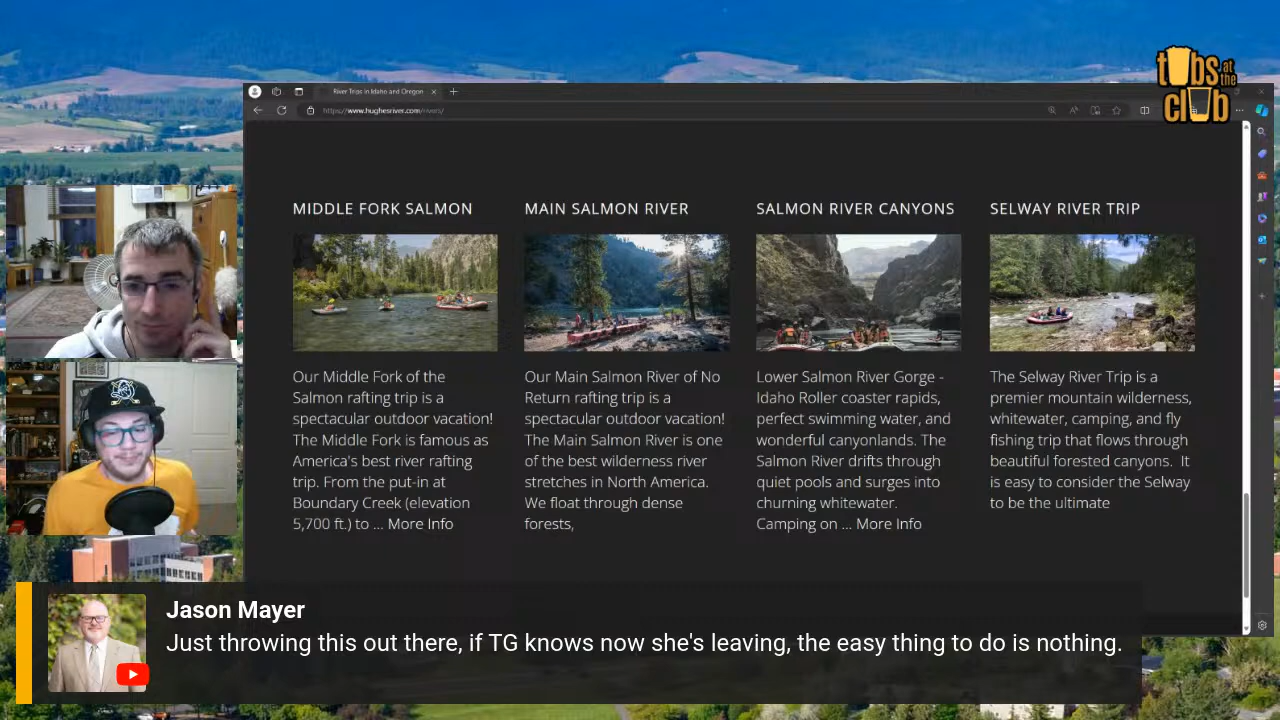 tubs at the club
River Trips in Idaho and Oregon
https://www.hughesriver.com/rivers/
MIDDLE FORK SALMON
Our Middle Fork of the
Salmon rafting trip is a
spectacular outdoor vacation!
The Middle Fork is famous as
America's best river rafting
trip. From the put-in at
Boundary Creek (elevation
5,700 ft.) to ... More Info
MAIN SALMON RIVER
Our Main Salmon River of No
Return rafting trip is a
spectacular outdoor vacation!
The Main Salmon River is one
of the best wilderness river
stretches in North America.
We float through dense
forests,
SALMON RIVER CANYONS
Lower Salmon River Gorge -
Idaho Roller coaster rapids,
perfect swimming water, and
wonderful canyonlands. The
Salmon River drifts through
quiet pools and surges into
churning whitewater.
Camping on ... More Info
SELWAY RIVER TRIP
The Selway River Trip is a
premier mountain wilderness,
whitewater, camping, and fly
fishing trip that flows through
beautiful forested canyons. It
is easy to consider the Selway
to be the ultimate
Jason Mayer
Just throwing this out there, if TG knows now she's leaving, the easy thing to do is nothing.